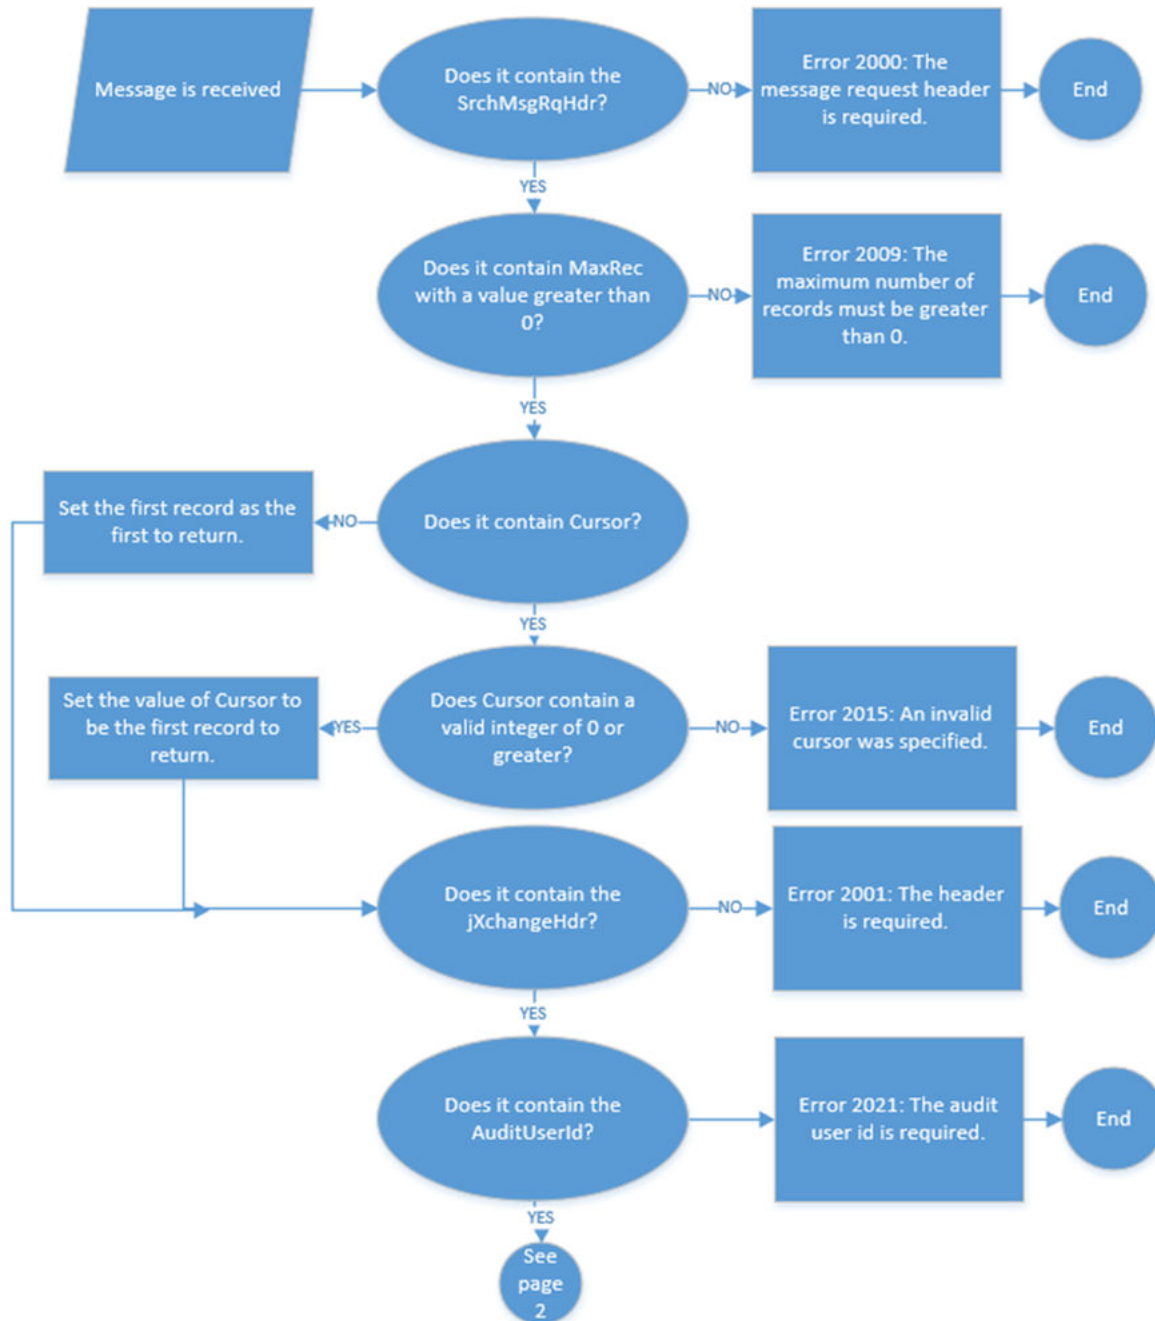 Message is received
Does it contain the
SrchMsgRqHdr?
NO
Error 2000: The
message request header
is required.
End
YES
Does it contain MaxRec
with a value greater than
0?
NO
Error 2009: The
maximum number of
records must be greater
than 0.
End
YES
Set the first record as the
first to return.
NO
Does it contain Cursor?
YES
Set the value of Cursor to
be the first record to
return.
YES
Does Cursor contain a
valid integer of 0 or
greater?
NO
Error 2015: An invalid
cursor was specified.
End
Does it contain the
jXchangeHdr?
NO
Error 2001: The header
is required.
End
YES
Does it contain the
AuditUserId?
Error 2021: The audit
user id is required.
End
YES
See
page
2